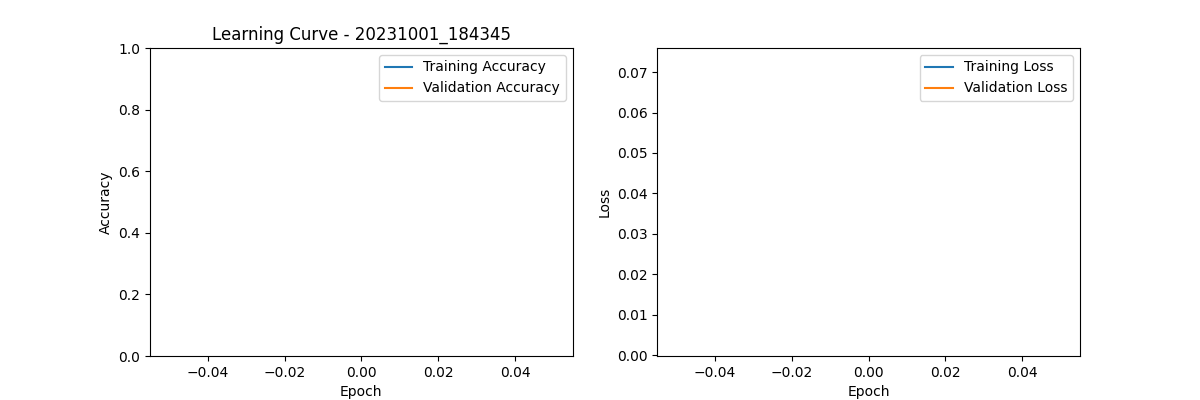 Learning Curve - 20231001_184345
1.0
0.8
0.6
0.4
0.2
0.0
Accuracy
Training Accuracy
Validation Accuracy
−0.04 −0.02 0.00 0.02 0.04
Epoch
0.07
0.06
0.05
0.04
0.03
0.02
0.01
0.00
Loss
Training Loss
Validation Loss
−0.04 −0.02 0.00 0.02 0.04
Epoch